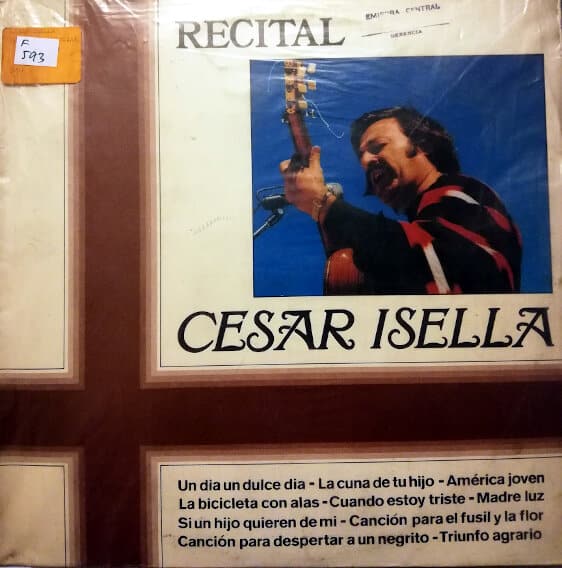 F
593
RECITAL
EMISORA CENTRAL
GERENCIA
CESAR ISELLA
Un dia un dulce dia - La cuna de tu hijo - América joven
La bicicleta con alas - Cuando estoy triste - Madre luz
Si un hijo quieren de mi - Canción para el fusil y la flor
Canción para despertar a un negrito - Triunfo agrario